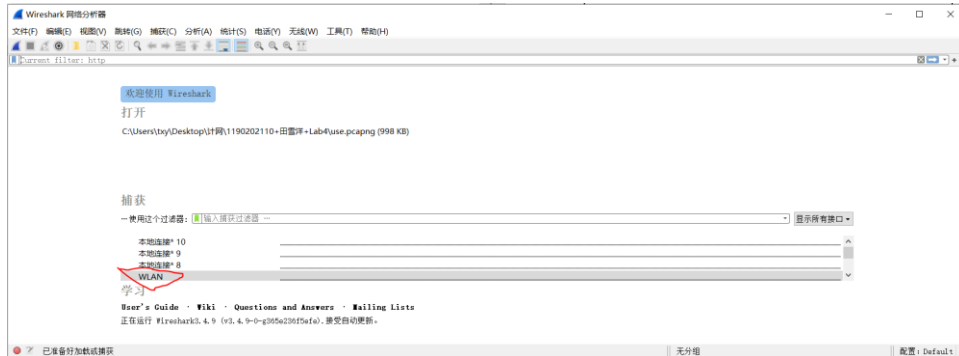 Wireshark 网络分析器
文件(F) 编辑(E) 视图(V) 跳转(G) 捕获(C) 分析(A) 统计(S) 电话(Y) 无线(W) 工具(T) 帮助(H)
Current filter: http
欢迎使用 Wireshark
打开
C:\Users\txy\Desktop\计网\1190202110+田雪洋+Lab4\use.pcapng (998 KB)
捕获
…使用这个过滤器: 输入捕获过滤器 … 显示所有接口
本地连接* 10
本地连接* 9
本地连接* 8
WLAN
学习
User's Guide · Wiki · Questions and Answers · Mailing Lists
正在运行 Wireshark3.4.9 (v3.4.9-0-g365e236f5efe).接受自动更新。
已准备好加载或捕获 无分组 配置: Default